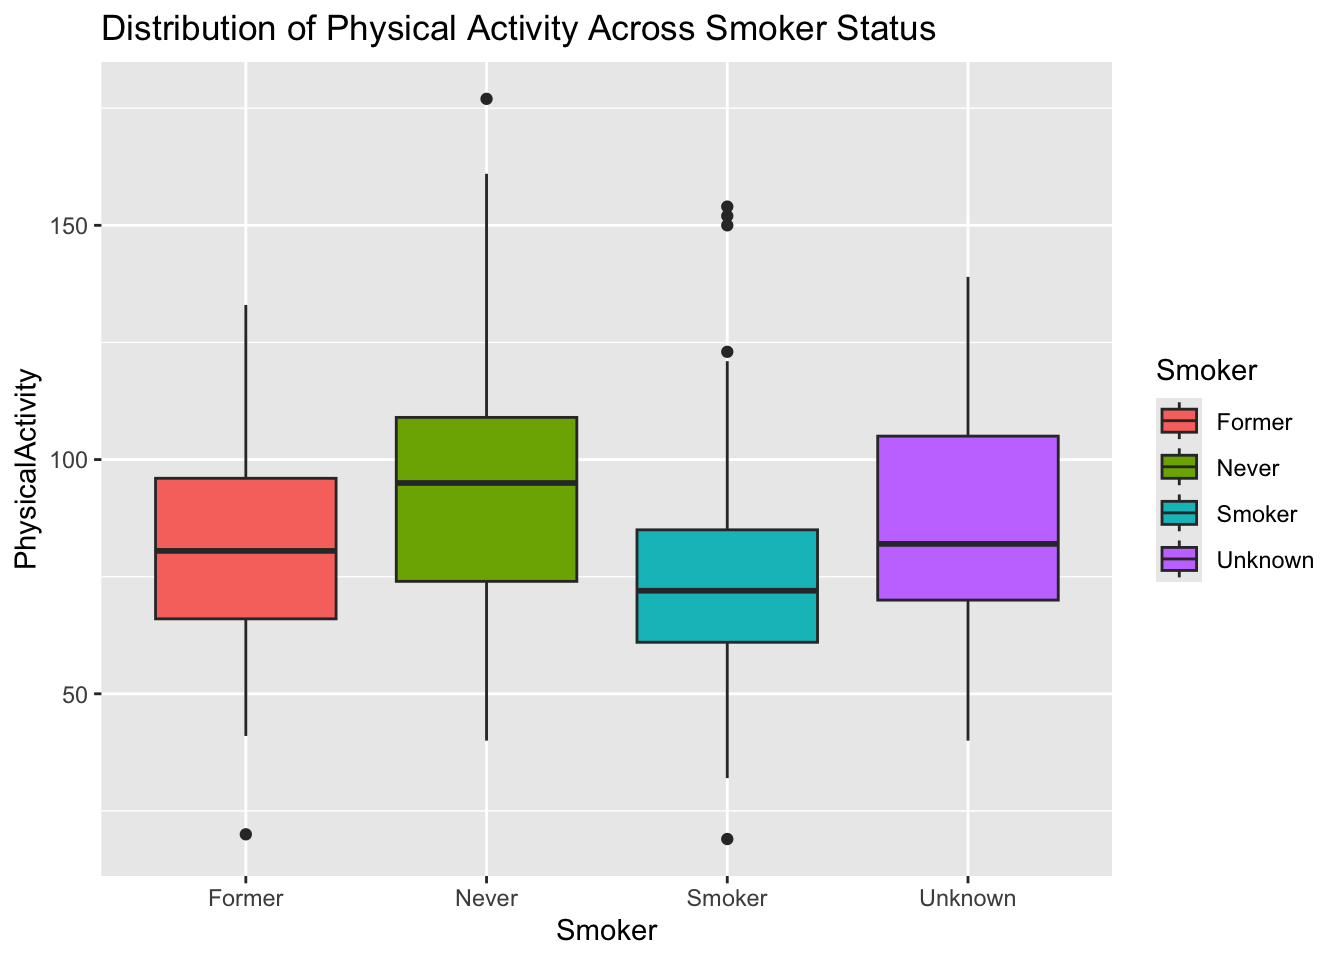 Distribution of Physical Activity Across Smoker Status
PhysicalActivity
150
100
50
Former
Never
Smoker
Unknown
Smoker
Smoker
Former
Never
Smoker
Unknown